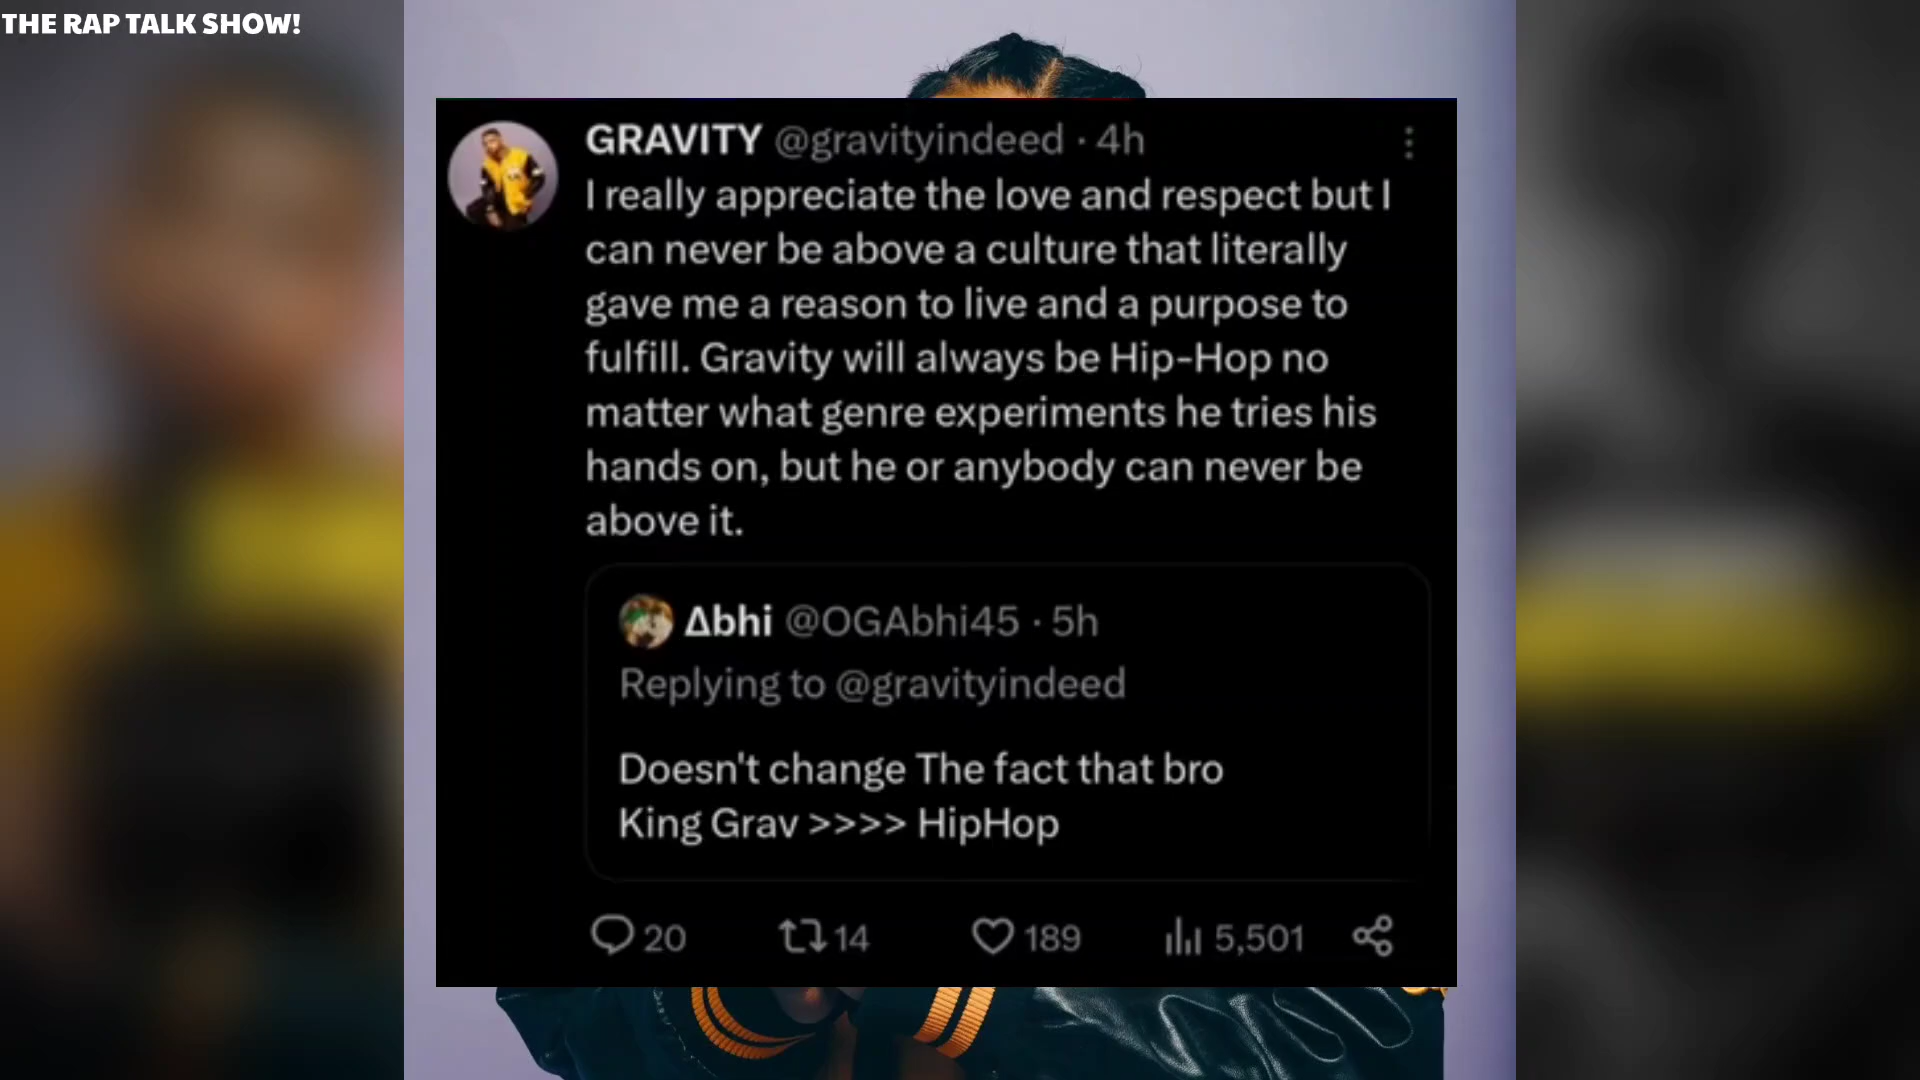 THE RAP TALK SHOW!
GRAVITY @gravityindeed · 4h
I really appreciate the love and respect but I
can never be above a culture that literally
gave me a reason to live and a purpose to
fulfill. Gravity will always be Hip-Hop no
matter what genre experiments he tries his
hands on, but he or anybody can never be
above it.
Δbhi @OGAbhi45 · 5h
Replying to @gravityindeed
Doesn't change The fact that bro
King Grav >>>> HipHop
20 14 189 5,501